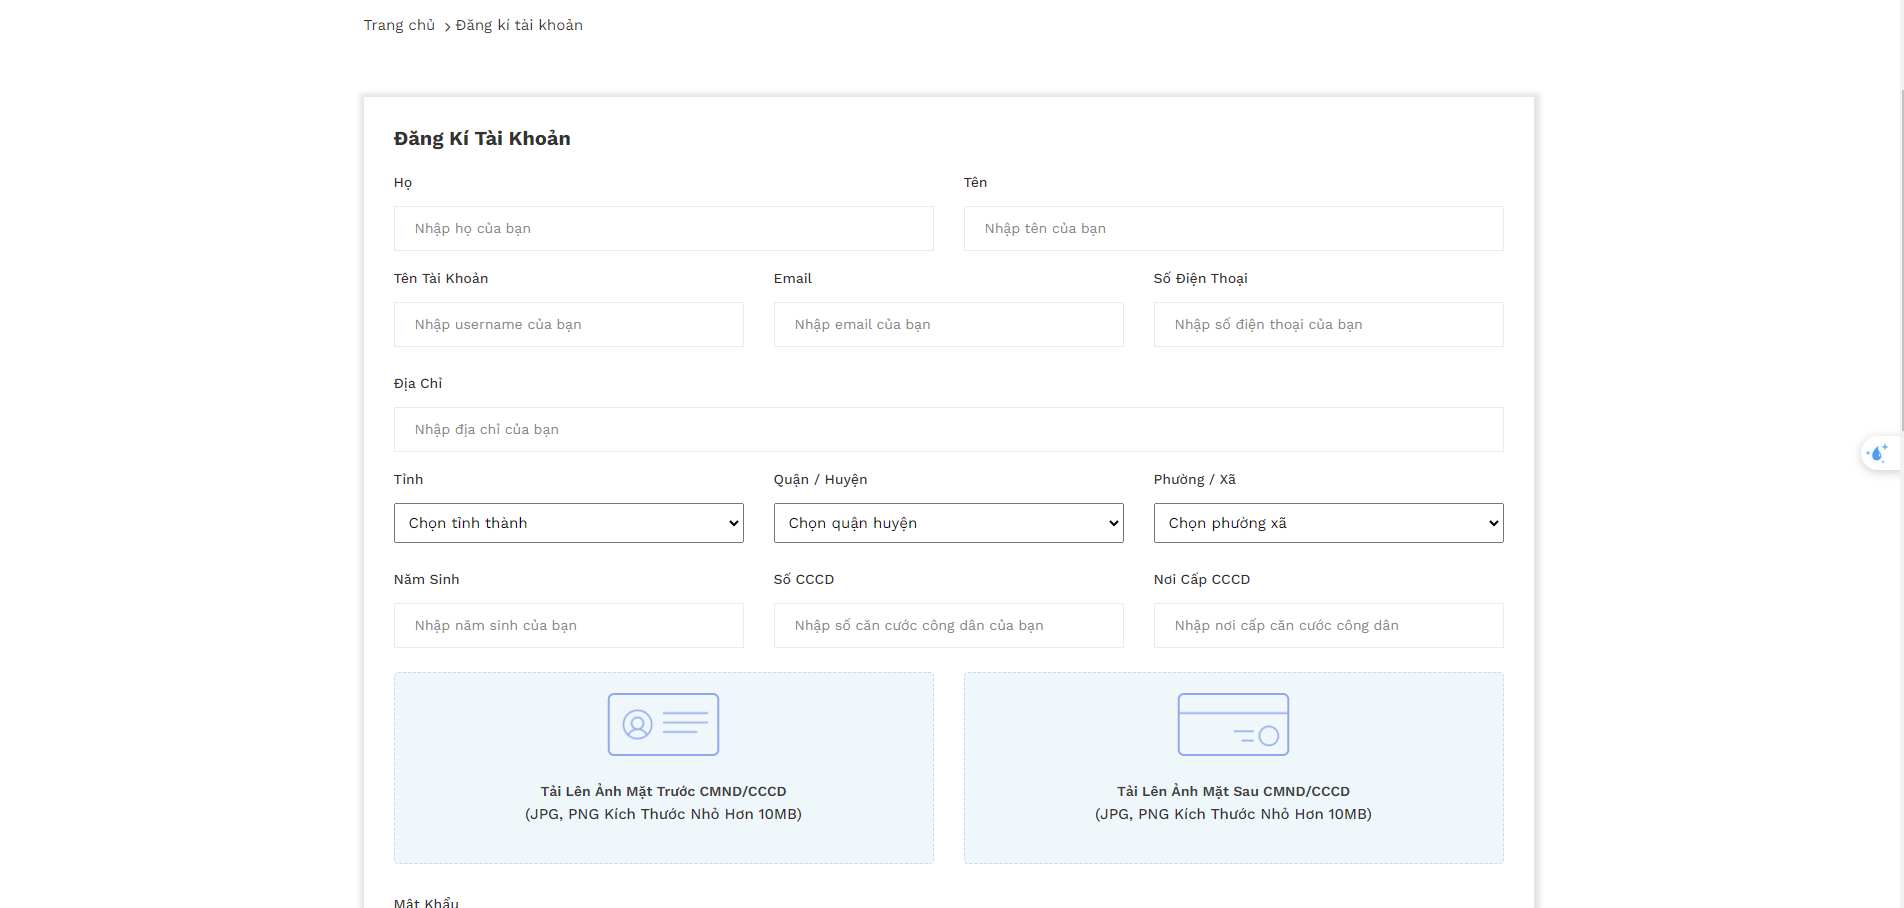 Trang chủ > Đăng kí tài khoản
Đăng Kí Tài Khoản
Họ Tên
Nhập họ của bạn Nhập tên của bạn
Tên Tài Khoản Email Số Điện Thoại
Nhập username của bạn Nhập email của bạn Nhập số điện thoại của bạn
Địa Chỉ
Nhập địa chỉ của bạn
Tỉnh Quận / Huyện Phường / Xã
Chọn tỉnh thành Chọn quận huyện Chọn phường xã
Năm Sinh Số CCCD Nơi Cấp CCCD
Nhập năm sinh của bạn Nhập số căn cước công dân của bạn Nhập nơi cấp căn cước công dân
Tải Lên Ảnh Mặt Trước CMND/CCCD Tải Lên Ảnh Mặt Sau CMND/CCCD
(JPG, PNG Kích Thước Nhỏ Hơn 10MB) (JPG, PNG Kích Thước Nhỏ Hơn 10MB)
Mật Khẩu